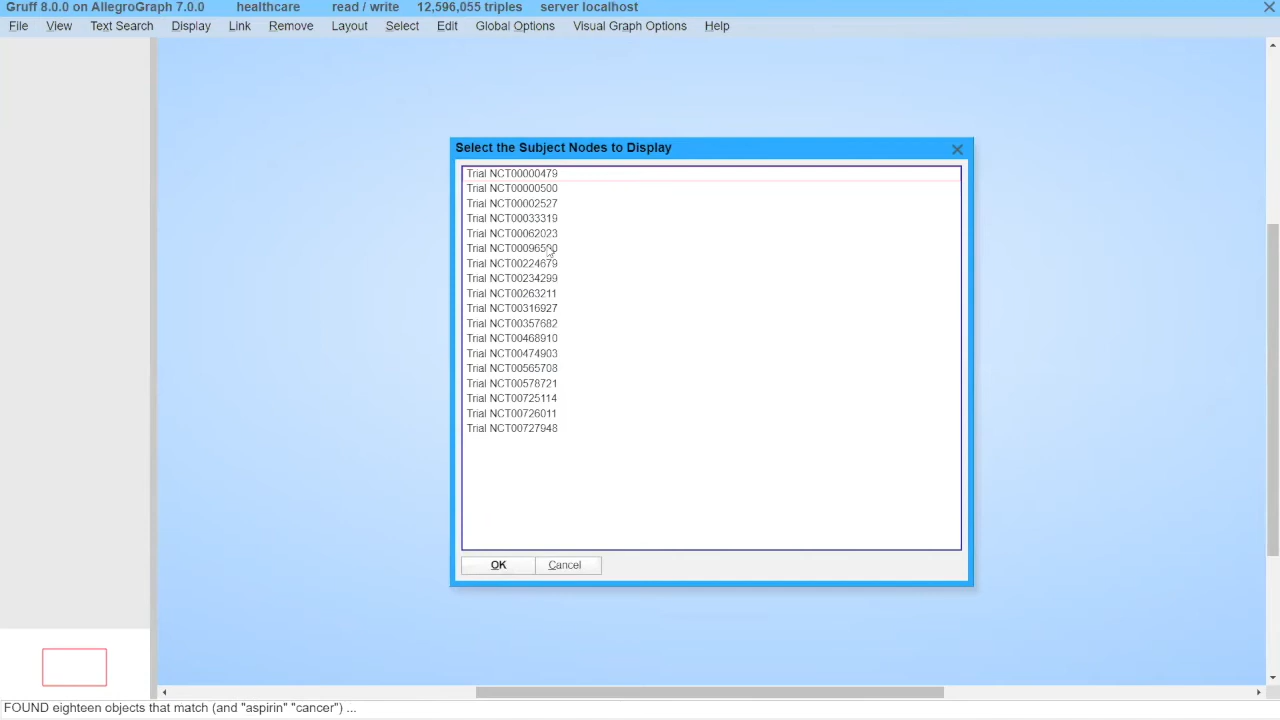 Gruff 8.0.0 on AllegroGraph 7.0.0 healthcare read / write 12,596,055 triples server localhost
File View Text Search Display Link Remove Layout Select Edit Global Options Visual Graph Options Help
Select the Subject Nodes to Display
Trial NCT00000479
Trial NCT00000500
Trial NCT00002527
Trial NCT00033319
Trial NCT00062023
Trial NCT00096500
Trial NCT00224679
Trial NCT00234299
Trial NCT00263211
Trial NCT00316927
Trial NCT00357682
Trial NCT00468910
Trial NCT00474903
Trial NCT00565708
Trial NCT00578721
Trial NCT00725114
Trial NCT00726011
Trial NCT00727948
OK Cancel
FOUND eighteen objects that match (and "aspirin" "cancer") ...